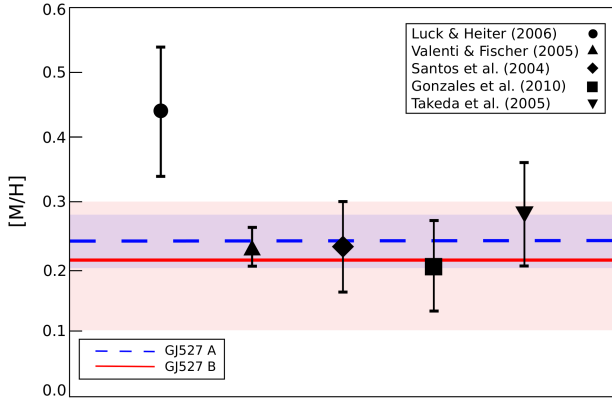 0.6
Luck & Heiter (2006)
Valenti & Fischer (2005)
0.5
Santos et al. (2004)
Gonzales et al. (2010)
Takeda et al. (2005)
0.4
[M/H]
0.3
0.2
0.1
GJ527 A
GJ527 B
0.0